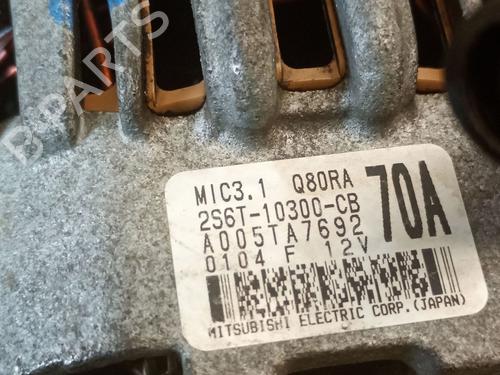 B-PARTS
MIC3.1 Q80RA
2S6T-10300-CB 70A
A005TA7692
0104 F 12V
MITSUBISHI ELECTRIC CORP.(JAPAN)